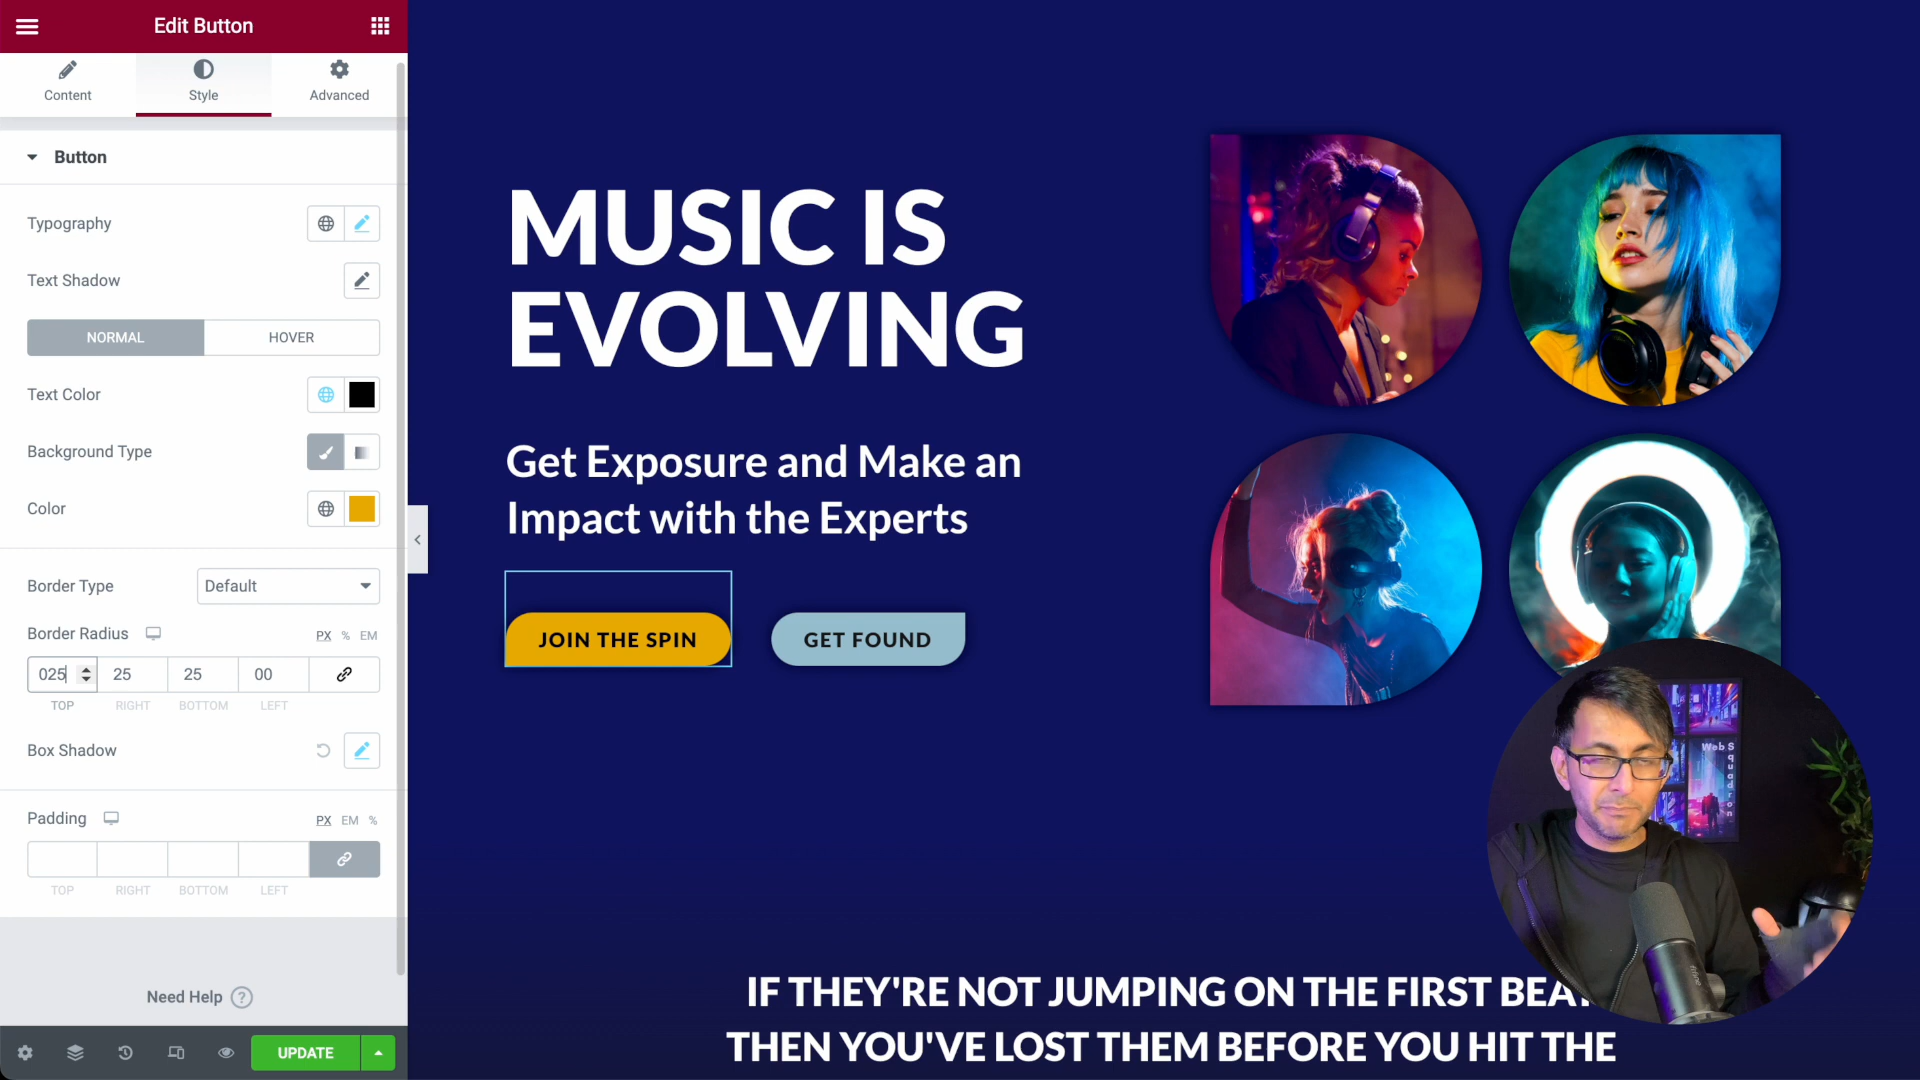 Edit Button
Content
Style
Advanced
Button
Typography
Text Shadow
NORMAL
HOVER
Text Color
Background Type
Color
Border Type
Default
Border Radius
PX % EM
025
25
25
00
TOP
RIGHT
BOTTOM
LEFT
Box Shadow
Padding
PX EM %
TOP
RIGHT
BOTTOM
LEFT
Need Help ?
UPDATE
MUSIC IS
EVOLVING
Get Exposure and Make an
Impact with the Experts
JOIN THE SPIN
GET FOUND
Web Squadron
IF THEY'RE NOT JUMPING ON THE FIRST
THEN YOU'VE LOST THEM BEFORE YOU HIT THE